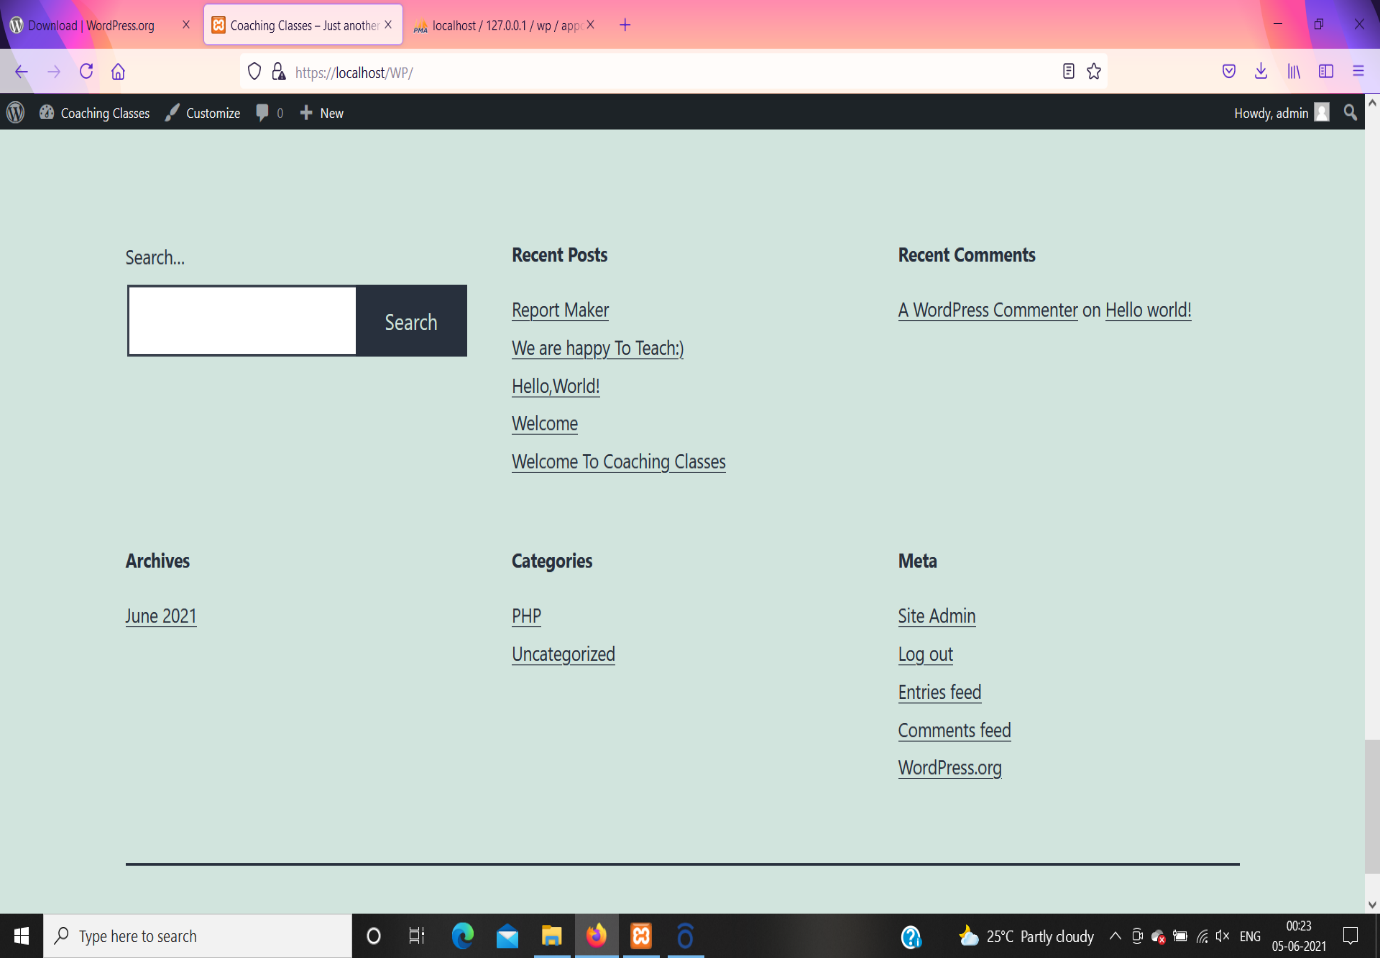 Download | WordPress.org
Coaching Classes – Just another
PMA localhost / 127.0.0.1 / wp / appo
https://localhost/WP/
Coaching Classes Customize 0 New Howdy, admin
Search...
Search
Recent Posts
Report Maker
We are happy To Teach:)
Hello,World!
Welcome
Welcome To Coaching Classes
Recent Comments
A WordPress Commenter on Hello world!
Archives
June 2021
Categories
PHP
Uncategorized
Meta
Site Admin
Log out
Entries feed
Comments feed
WordPress.org
Type here to search
25°C Partly cloudy
ENG
00:23
05-06-2021